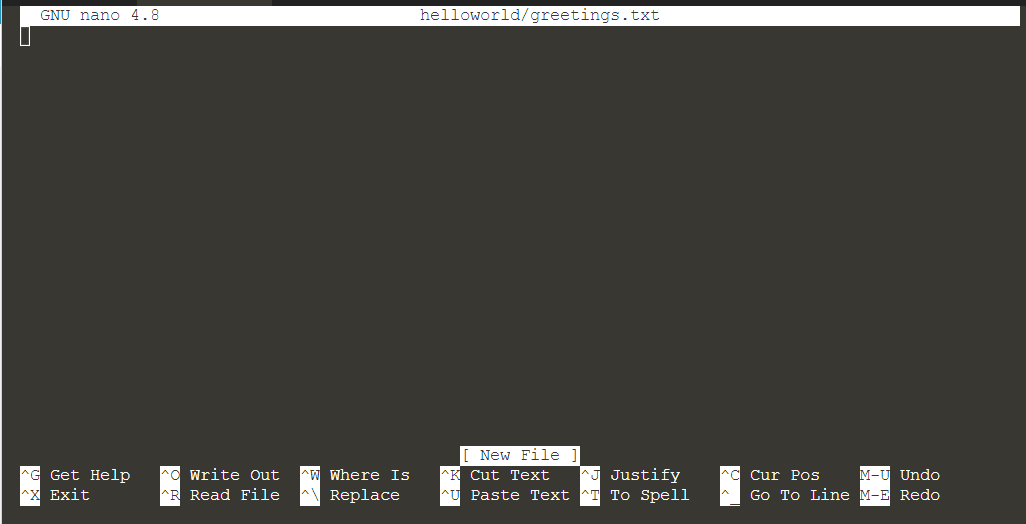 GNU nano 4.8 helloworld/greetings.txt
[ New File ]
^G Get Help ^O Write Out ^W Where Is ^K Cut Text ^J Justify ^C Cur Pos M-U Undo
^X Exit ^R Read File ^\ Replace ^U Paste Text ^T To Spell ^_ Go To Line M-E Redo